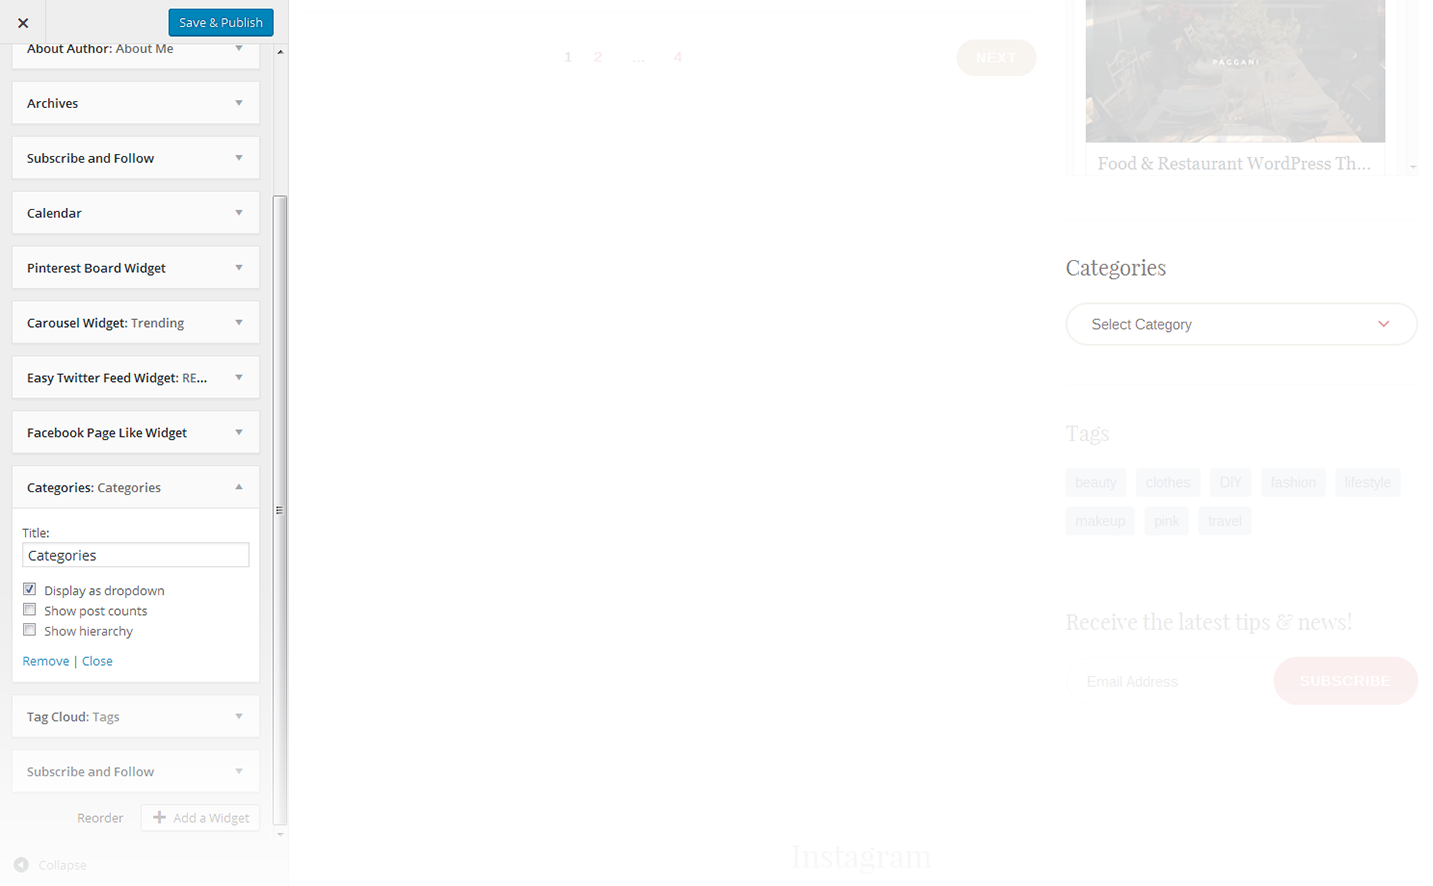 Save & Publish
About Author: About Me
Archives
Subscribe and Follow
Calendar
Pinterest Board Widget
Carousel Widget: Trending
Easy Twitter Feed Widget: RE...
Facebook Page Like Widget
Categories: Categories
Title:
Categories
Display as dropdown
Show post counts
Show hierarchy
Remove | Close
Tag Cloud: Tags
Subscribe and Follow
Reorder
Add a Widget
Collapse
1 2 ... 4
NEXT
PAGGANI
Food & Restaurant WordPress Th...
Categories
Select Category
Tags
beauty clothes DIY fashion lifestyle
makeup pink travel
Receive the latest tips & news!
Email Address
SUBSCRIBE
Instagram